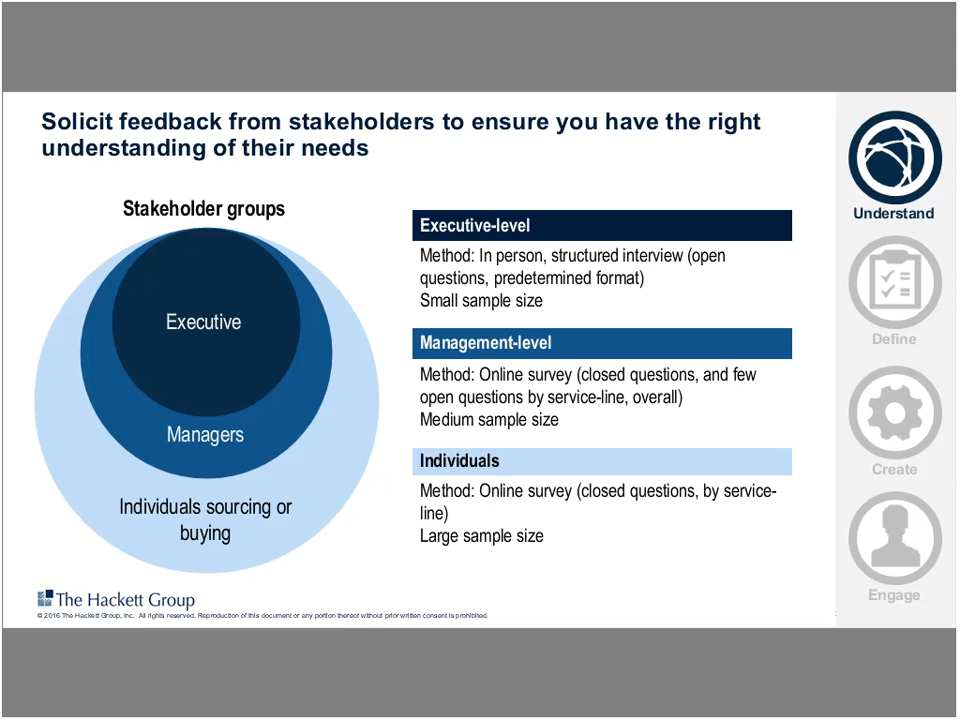 Solicit feedback from stakeholders to ensure you have the right
understanding of their needs
Stakeholder groups
Executive
Managers
Individuals sourcing or
buying
Executive-level
Method: In person, structured interview (open
questions, predetermined format)
Small sample size
Management-level
Method: Online survey (closed questions, and few
open questions by service-line, overall)
Medium sample size
Individuals
Method: Online survey (closed questions, by service-
line)
Large sample size
Understand
Define
Create
Engage
The Hackett Group
© 2016 The Hackett Group, Inc. All rights reserved. Reproduction of this document or any portion thereof without prior written consent is prohibited.